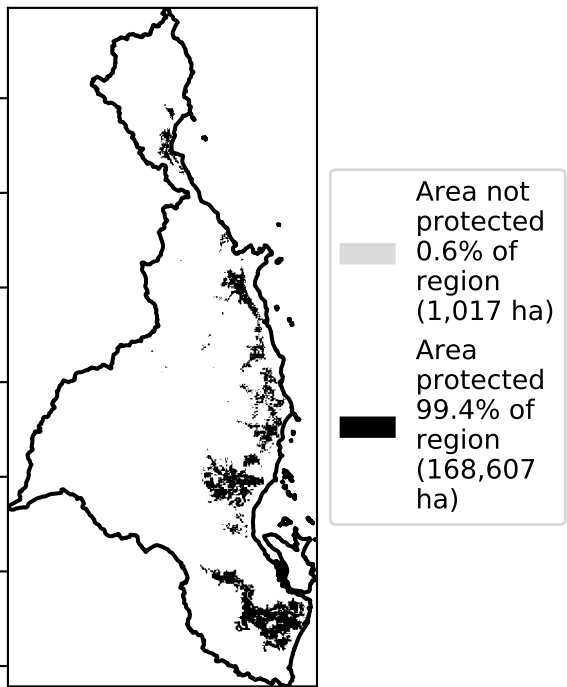 Area not
protected
0.6% of
region
(1,017 ha)
Area
protected
99.4% of
region
(168,607
ha)